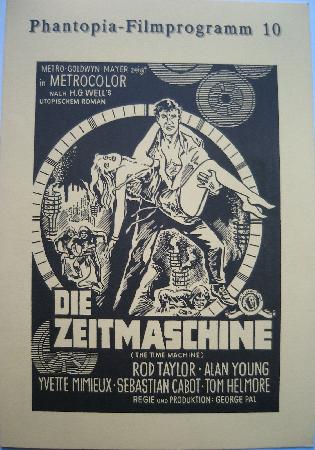 Phantopia-Filmprogramm 10
METRO-GOLDWYN MAYER zeigt
in METROCOLOR
NACH H.G WELL'S
UTOPISCHEM ROMAN
DIE
ZEITMASCHINE
(THE TIME MACHINE)
ROD TAYLOR · ALAN YOUNG
YVETTE MIMIEUX · SEBASTIAN CABOT · TOM HELMORE
REGIE UND PRODUKTION: GEORGE PAL